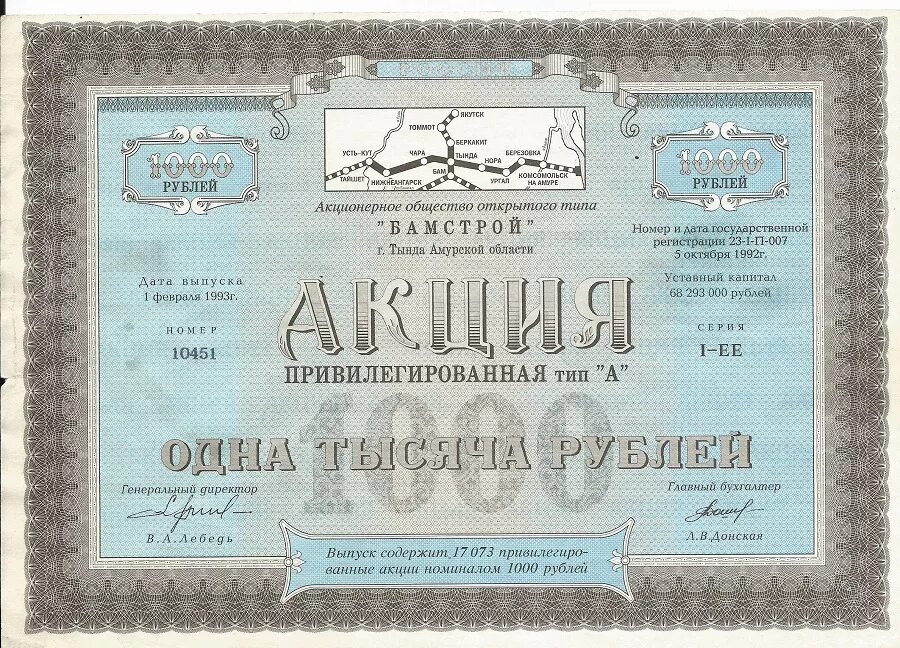 1000
РУБЛЕЙ
1000
РУБЛЕЙ
ЯКУТСК
ТОММОТ
БЕРКАКИТ
УСТЬ-КУТ
ЧАРА
ТЫНДА
БЕРЕЗОВКА
НОРА
ТАЙШЕТ
НИЖНЕАНГАРСК
БАМ
УРГАЛ
КОМСОМОЛЬСК
НА АМУРЕ
Акционерное общество открытого типа
"БАМСТРОЙ"
г. Тында Амурской области
Номер и дата государственной
регистрации 23-I-П-007
5 октября 1992г.
Дата выпуска
1 февраля 1993г.
Уставный капитал
68 293 000 рублей
НОМЕР
10451
АКЦИЯ
СЕРИЯ
I-ЕЕ
ПРИВИЛЕГИРОВАННАЯ тип "А"
1000
ОДНА ТЫСЯЧА РУБЛЕЙ
Генеральный директор
В.А.Лебедь
Главный бухгалтер
Л.В.Донская
Выпуск содержит 17 073 привилегиро-
ванные акции номиналом 1000 рублей